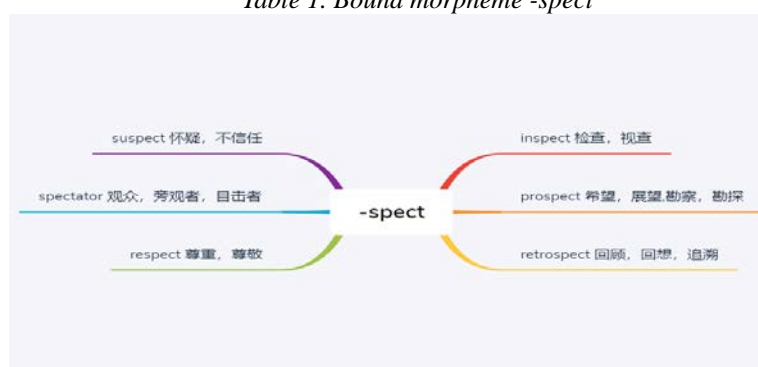 Table 1. Bound morpheme -spect
suspect 怀疑，不信任
spectator 观众，旁观者，目击者
respect 尊重，尊敬
-spect
inspect 检查，视查
prospect 希望，展望,勘察，勘探
retrospect 回顾，回想，追溯